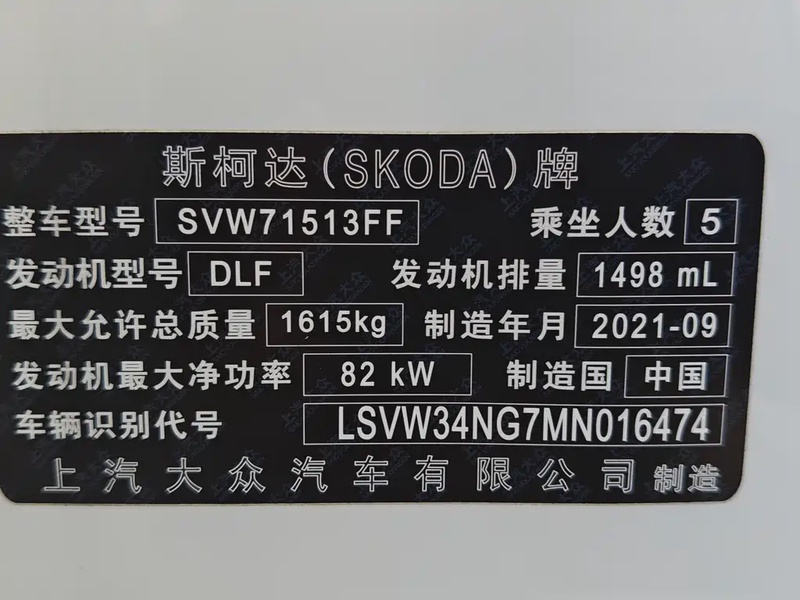 斯柯达(SKODA)牌
整车型号 SVW71513FF 乘坐人数 5
发动机型号 DLF 发动机排量 1498 mL
最大允许总质量 1615kg 制造年月 2021-09
发动机最大净功率 82 kW 制造国 中国
车辆识别代号 LSVW34NG7MN016474
上汽大众汽车有限公司 制造